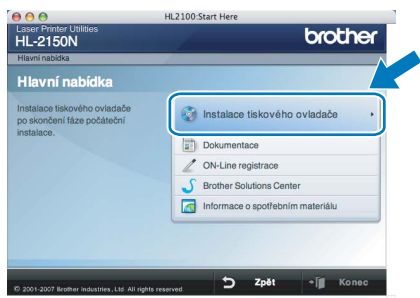 HL2100:Start Here
Laser Printer Utilities
HL-2150N
brother
Hlavní nabídka
Hlavní nabídka
Instalace tiskového ovladače
po skončení fáze počáteční
instalace.
Instalace tiskového ovladače
Dokumentace
ON-Line registrace
Brother Solutions Center
Informace o spotřebním materiálu
© 2001-2007 Brother Industries, Ltd. All rights reserved.
Zpět
Konec